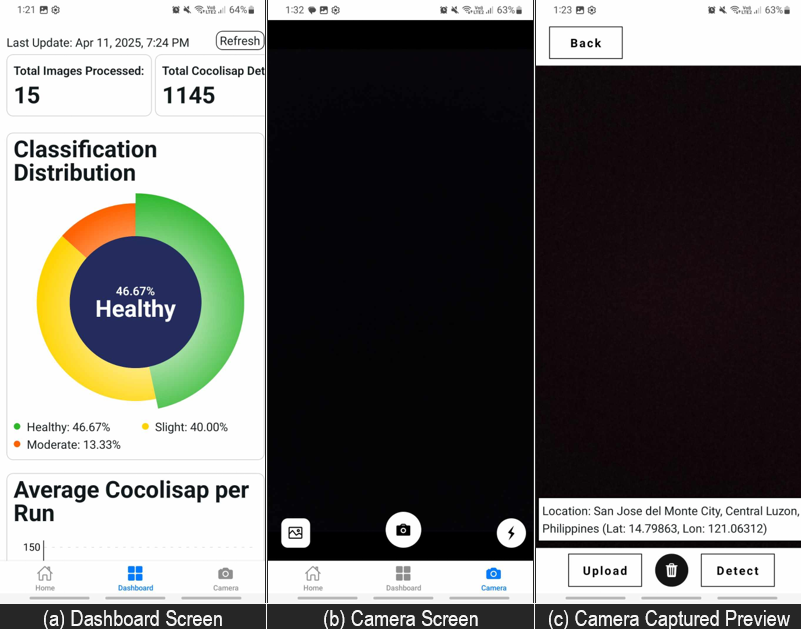 1:21
64%
Last Update: Apr 11, 2025, 7:24 PM
Refresh
Total Images Processed:
15
Total Cocolisap Det
1145
Classification
Distribution
46.67%
Healthy
Healthy: 46.67%
Slight: 40.00%
Moderate: 13.33%
Average Cocolisap per
Run
150
Home
Dashboard
Camera
(a) Dashboard Screen
1:32
63%
Home
Dashboard
Camera
(b) Camera Screen
1:23
63%
Back
Location: San Jose del Monte City, Central Luzon,
Philippines (Lat: 14.79863, Lon: 121.06312)
Upload
Detect
(c) Camera Captured Preview